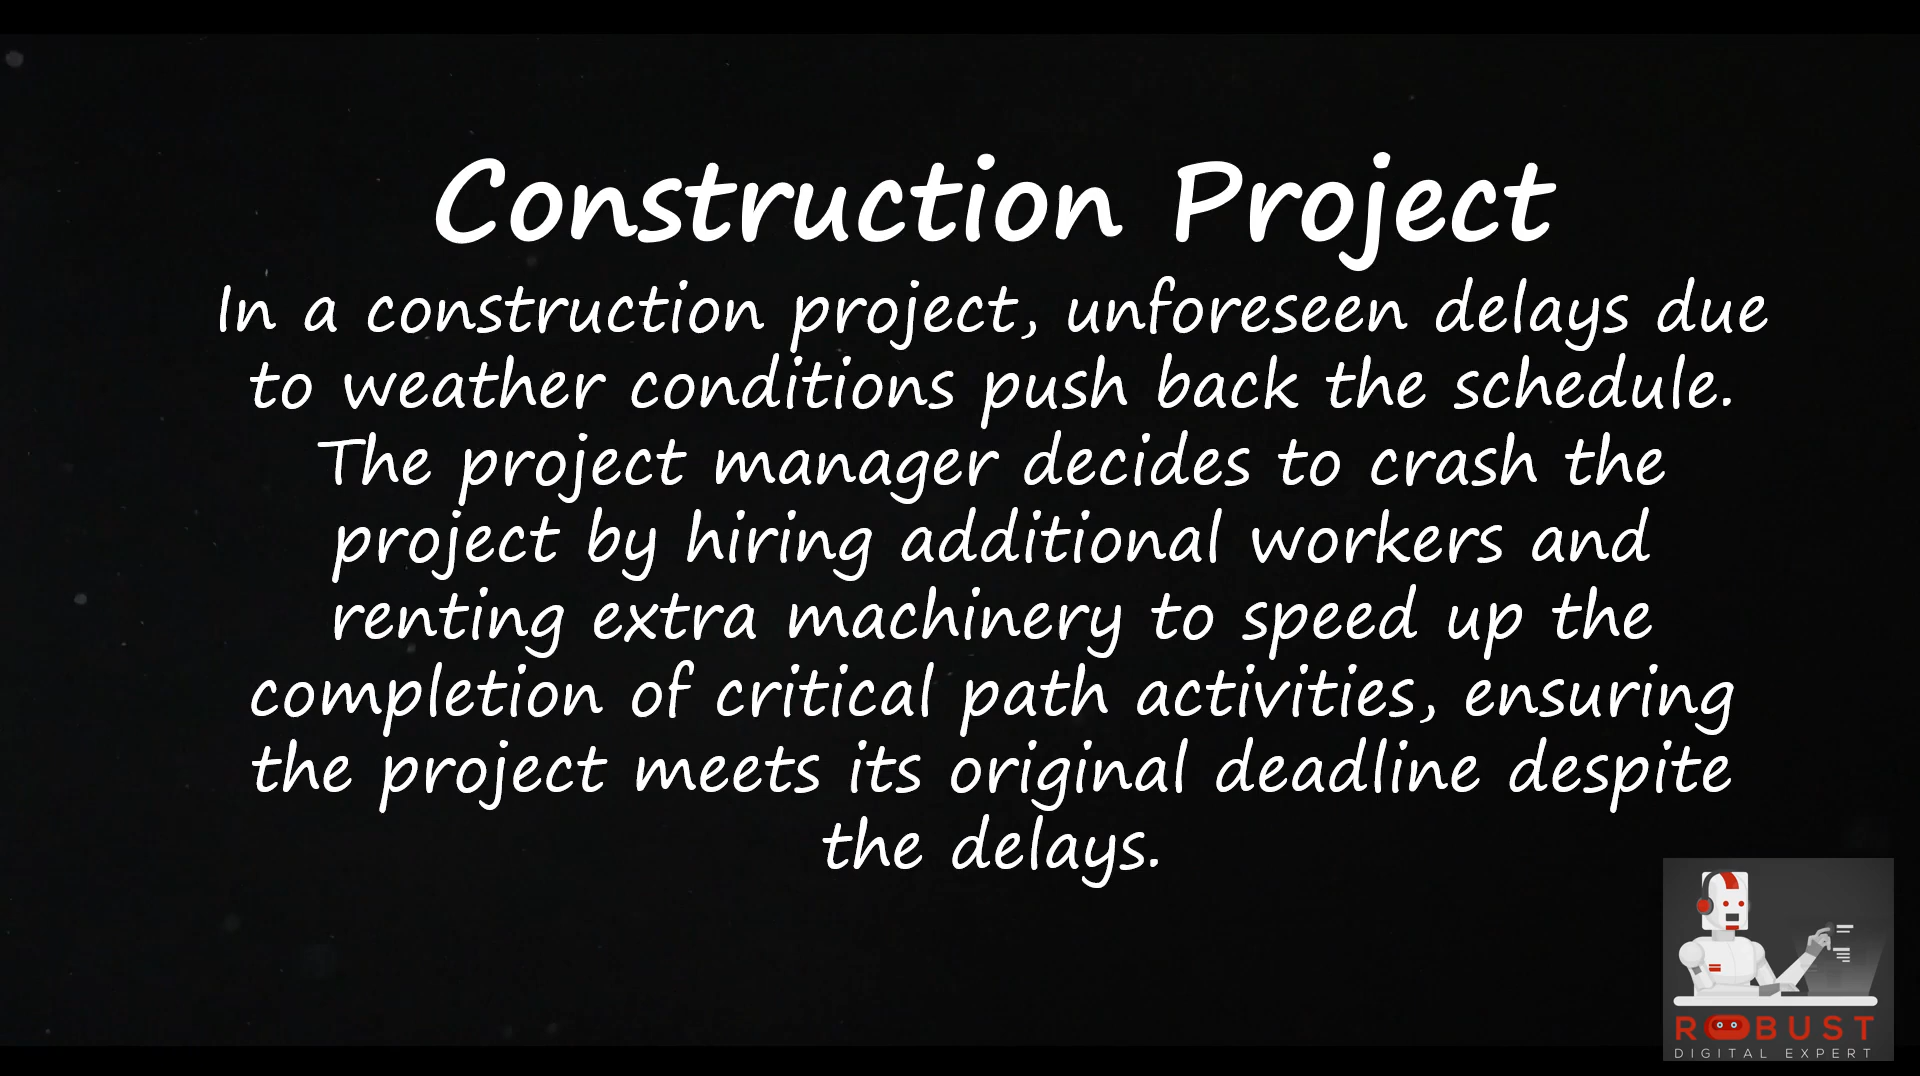 Construction Project
In a construction project, unforeseen delays due
to weather conditions push back the schedule.
The project manager decides to crash the
project by hiring additional workers and
renting extra machinery to speed up the
completion of critical path activities, ensuring
the project meets its original deadline despite
the delays.
ROBUST
DIGITAL EXPERT